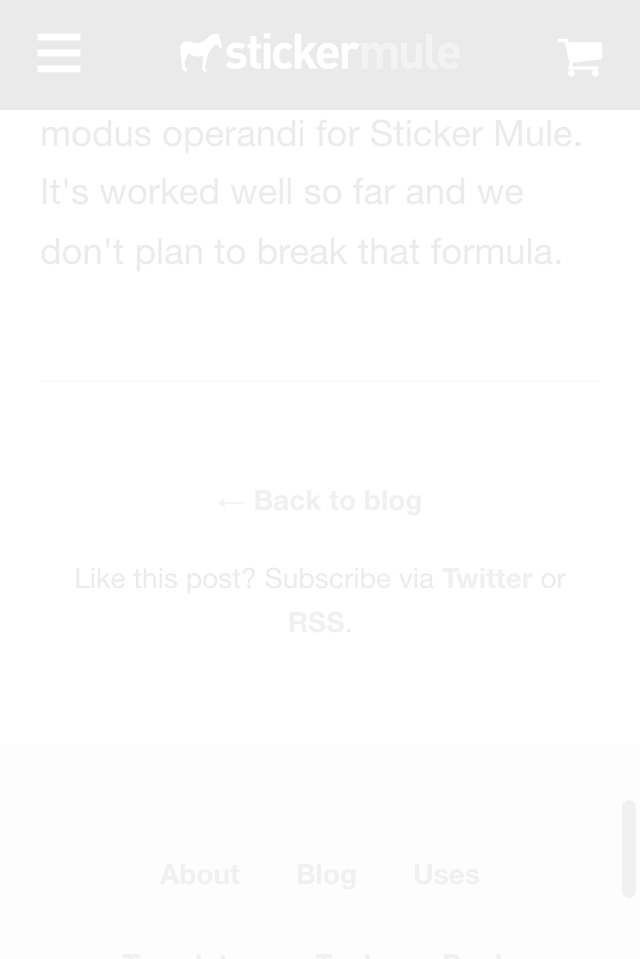 stickermule
modus operandi for Sticker Mule.
It's worked well so far and we
don't plan to break that formula.
← Back to blog
Like this post? Subscribe via Twitter or
RSS.
About Blog Uses